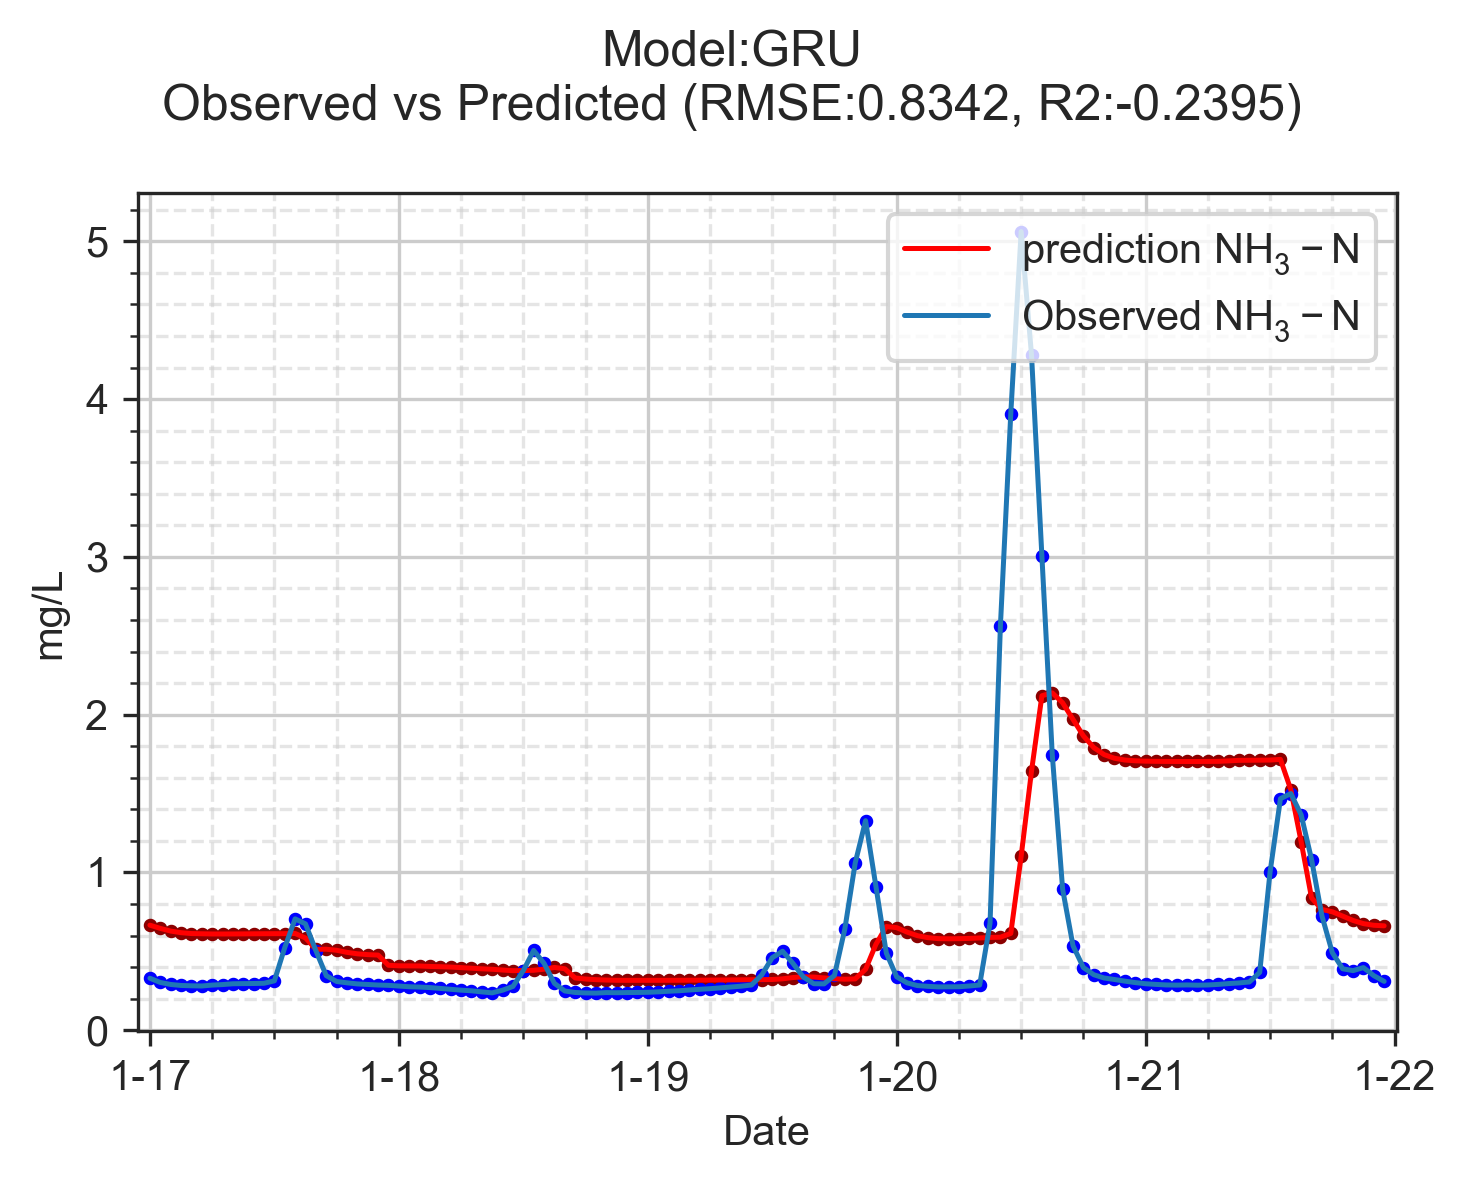 Model:GRU
Observed vs Predicted (RMSE:0.8342, R2:-0.2395)
prediction NH₃ − N
Observed NH₃ − N
5
4
3
2
1
0
mg/L
1-17 1-18 1-19 1-20 1-21 1-22
Date